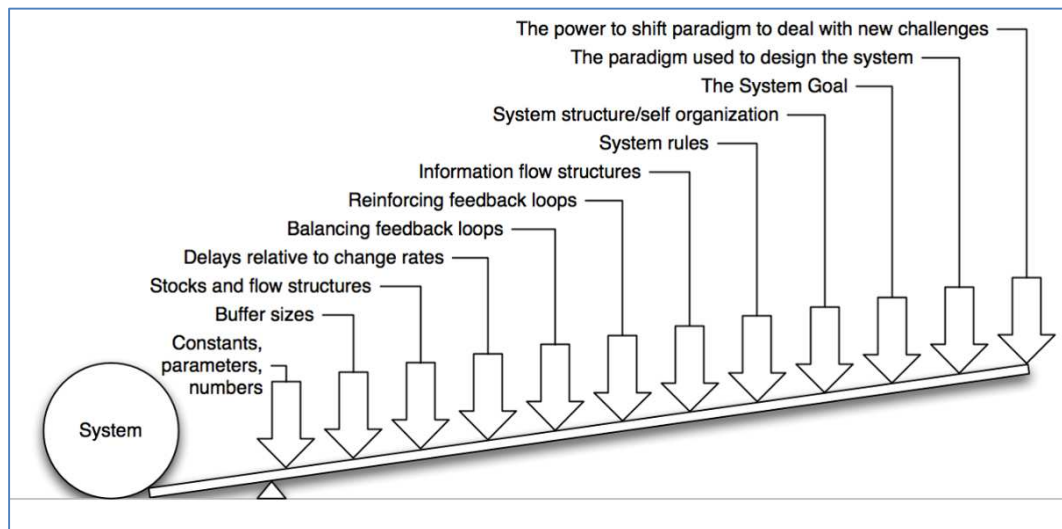 The power to shift paradigm to deal with new challenges
The paradigm used to design the system
The System Goal
System structure/self organization
System rules
Information flow structures
Reinforcing feedback loops
Balancing feedback loops
Delays relative to change rates
Stocks and flow structures
Buffer sizes
Constants,
parameters,
numbers
System